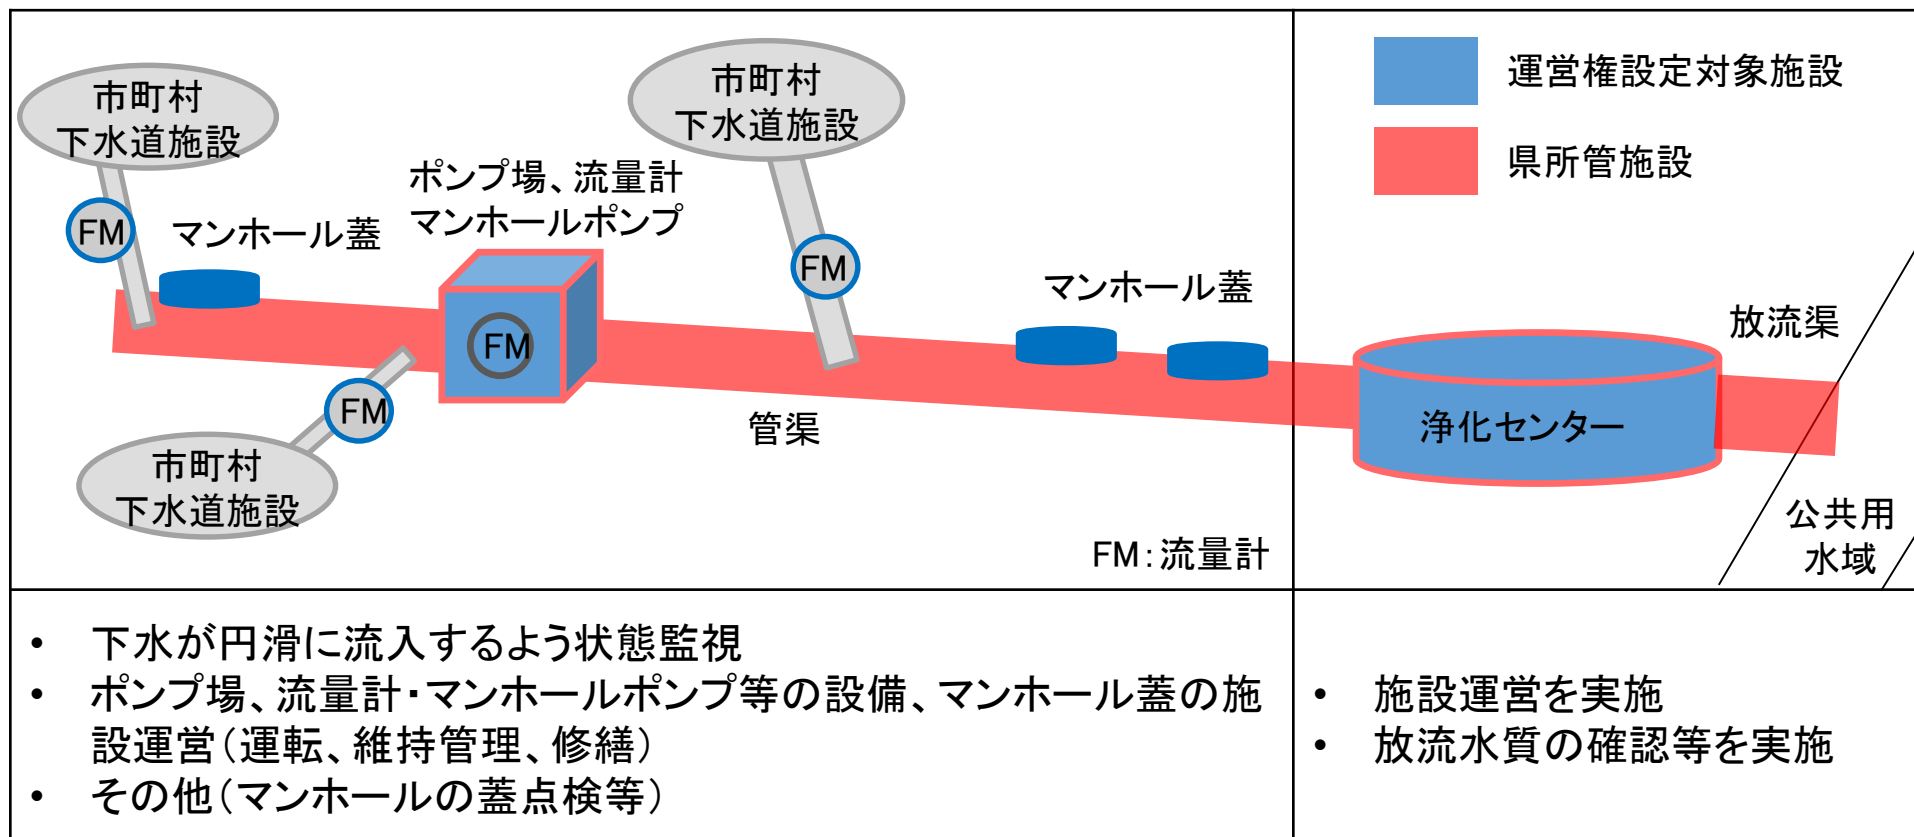 市町村
下水道施設
FM
マンホール蓋
ポンプ場、流量計
マンホールポンプ
FM
市町村
下水道施設
FM
FM
市町村
下水道施設
管渠
マンホール蓋
FM:流量計
運営権設定対象施設
県所管施設
放流渠
浄化センター
公共用
水域
• 下水が円滑に流入するよう状態監視
• ポンプ場、流量計・マンホールポンプ等の設備、マンホール蓋の施
設運営(運転、維持管理、修繕)
• その他(マンホールの蓋点検等)
• 施設運営を実施
• 放流水質の確認等を実施